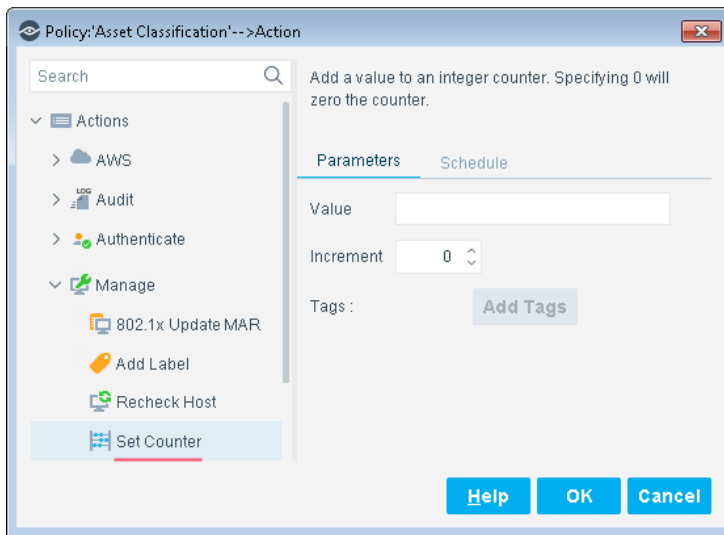 Policy:'Asset Classification'-->Action
Search
Actions
AWS
LOG
Audit
Authenticate
Manage
802.1x Update MAR
Add Label
Recheck Host
Set Counter
Add a value to an integer counter. Specifying 0 will
zero the counter.
Parameters Schedule
Value
Increment 0
Tags : Add Tags
Help OK Cancel